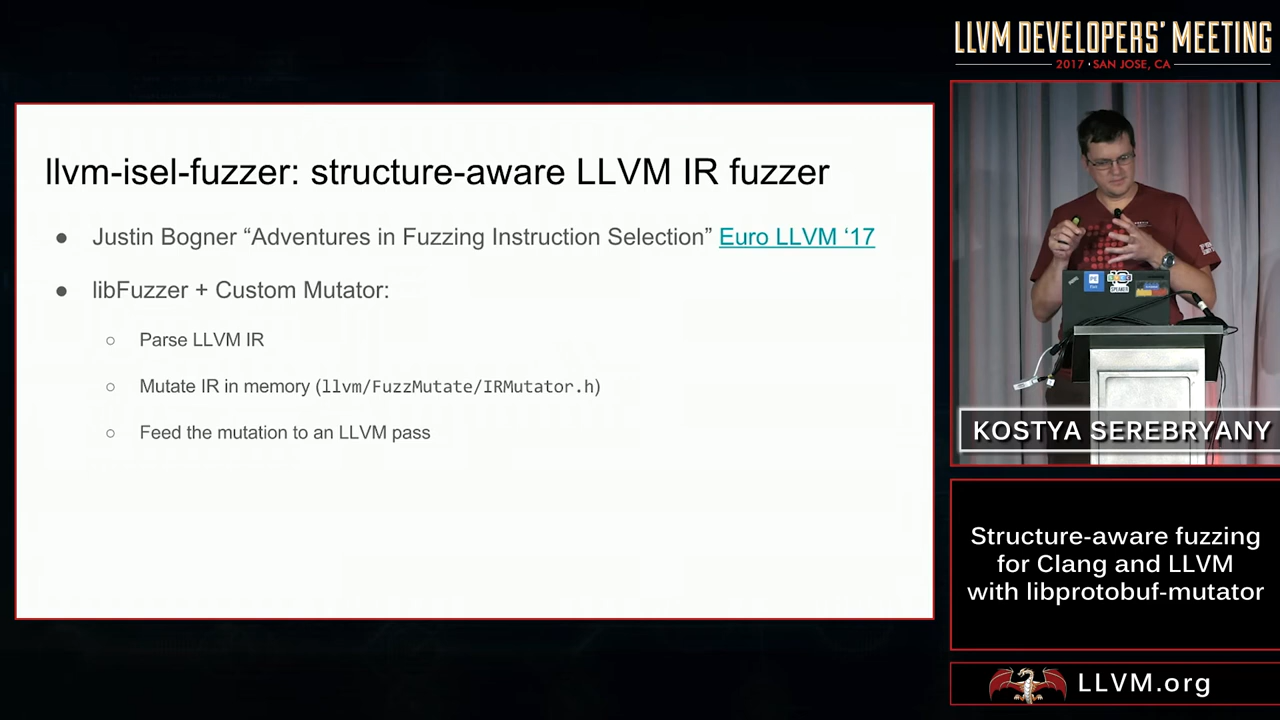 LLVM DEVELOPERS' MEETING
2017 · SAN JOSE, CA
llvm-isel-fuzzer: structure-aware LLVM IR fuzzer
● Justin Bogner “Adventures in Fuzzing Instruction Selection” Euro LLVM ‘17
● libFuzzer + Custom Mutator:
○ Parse LLVM IR
○ Mutate IR in memory (llvm/FuzzMutate/IRMutator.h)
○ Feed the mutation to an LLVM pass
SPEAKER
KOSTYA SEREBRYANY
Structure-aware fuzzing
for Clang and LLVM
with libprotobuf-mutator
LLVM.org